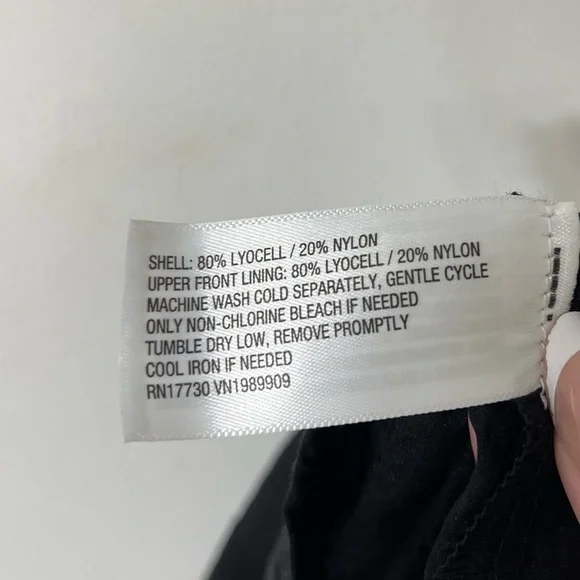 SHELL: 80% LYOCELL / 20% NYLON
UPPER FRONT LINING: 80% LYOCELL / 20% NYLON
MACHINE WASH COLD SEPARATELY, GENTLE CYCLE
ONLY NON-CHLORINE BLEACH IF NEEDED
TUMBLE DRY LOW, REMOVE PROMPTLY
COOL IRON IF NEEDED
RN17730 VN1989909